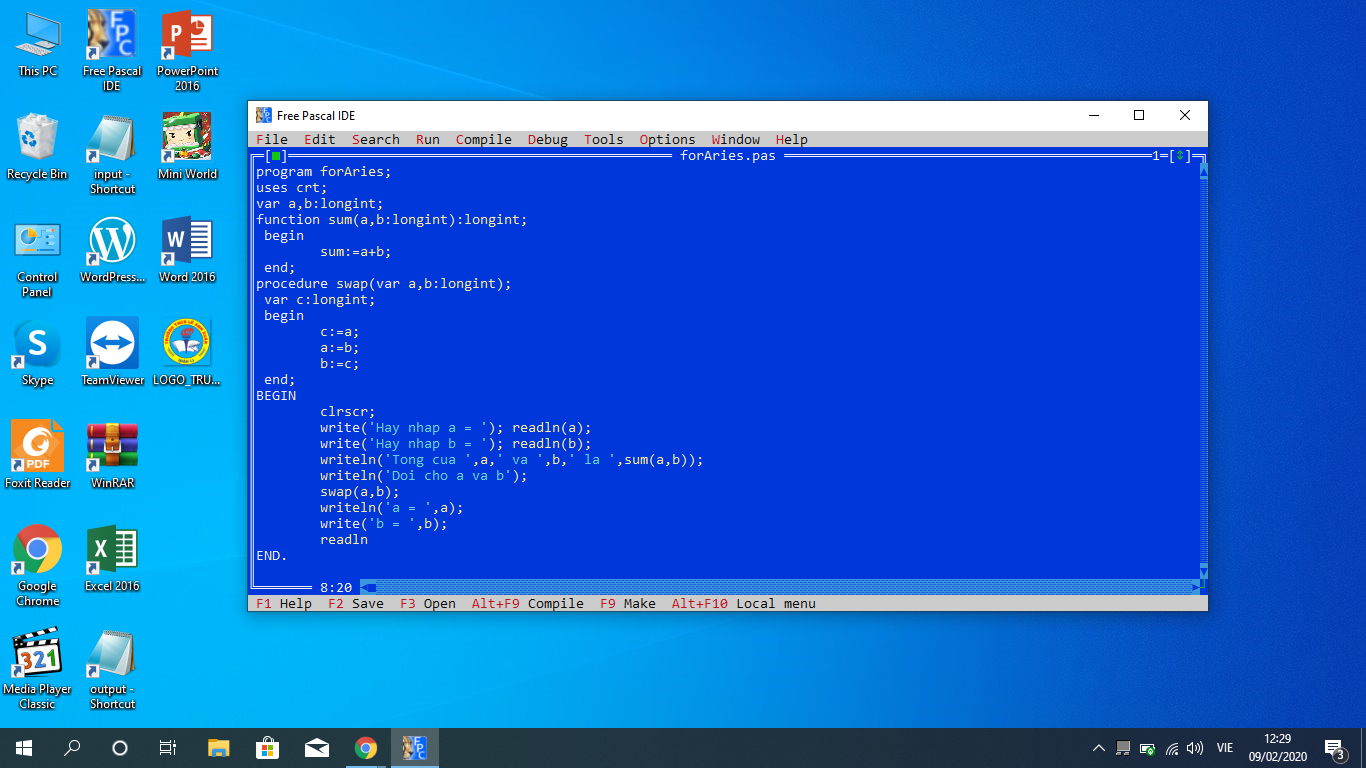 This PC
Free Pascal IDE
PowerPoint 2016
Recycle Bin
input - Shortcut
Mini World
Control Panel
WordPress...
Word 2016
Skype
TeamViewer
LOGO_TRU...
Foxit Reader
WinRAR
Google Chrome
Excel 2016
Media Player Classic
output - Shortcut
Free Pascal IDE
File Edit Search Run Compile Debug Tools Options Window Help
forAries.pas 1
program forAries;
uses crt;
var a,b:longint;
function sum(a,b:longint):longint;
begin
sum:=a+b;
end;
procedure swap(var a,b:longint);
var c:longint;
begin
c:=a;
a:=b;
b:=c;
end;
BEGIN
clrscr;
write('Hay nhap a = '); readln(a);
write('Hay nhap b = '); readln(b);
writeln('Tong cua ',a,' va ',b,' la ',sum(a,b));
writeln('Doi cho a va b');
swap(a,b);
writeln('a = ',a);
write('b = ',b);
readln
END.
8:20
F1 Help F2 Save F3 Open Alt+F9 Compile F9 Make Alt+F10 Local menu
VIE
12:29
09/02/2020
3